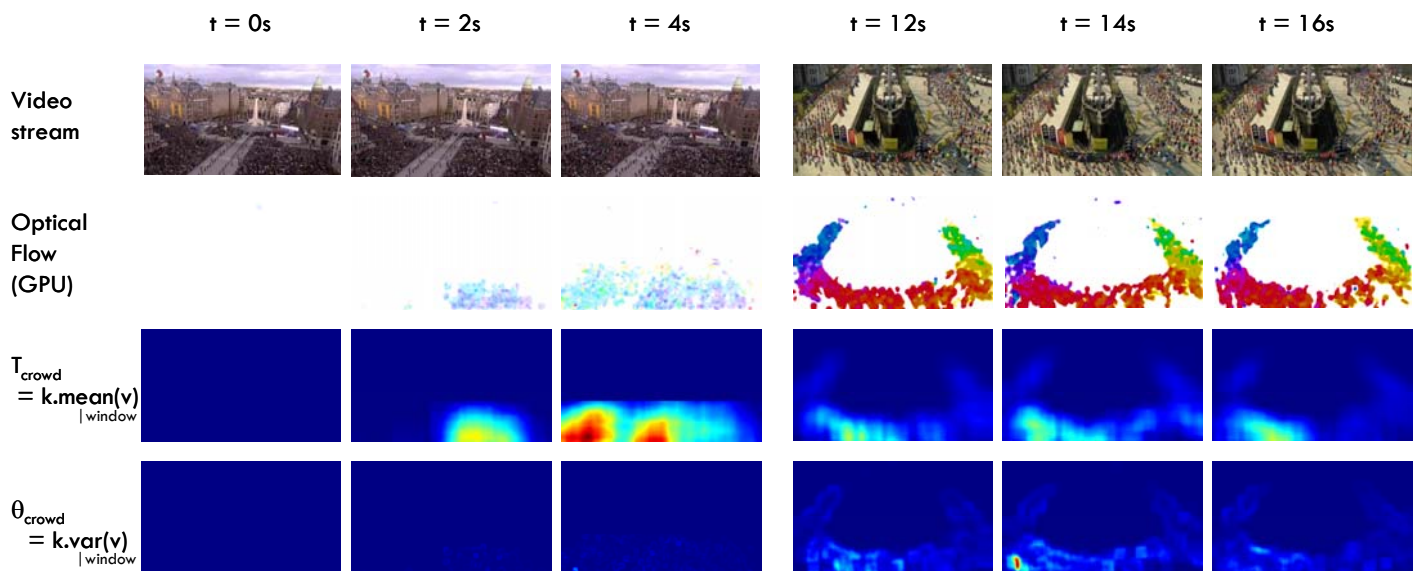 t = 0s
t = 2s
t = 4s
t = 12s
t = 14s
t = 16s
Video
stream
Optical
Flow
(GPU)
Tcrowd
= k.mean(v)
|window
θcrowd
= k.var(v)
|window